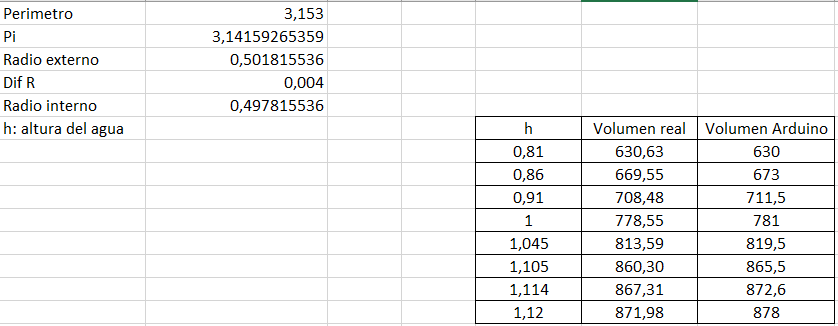 Perimetro 3,153
Pi 3,14159265359
Radio externo 0,501815536
Dif R 0,004
Radio interno 0,497815536
h: altura del agua h Volumen real Volumen Arduino
0,81 630,63 630
0,86 669,55 673
0,91 708,48 711,5
1 778,55 781
1,045 813,59 819,5
1,105 860,30 865,5
1,114 867,31 872,6
1,12 871,98 878